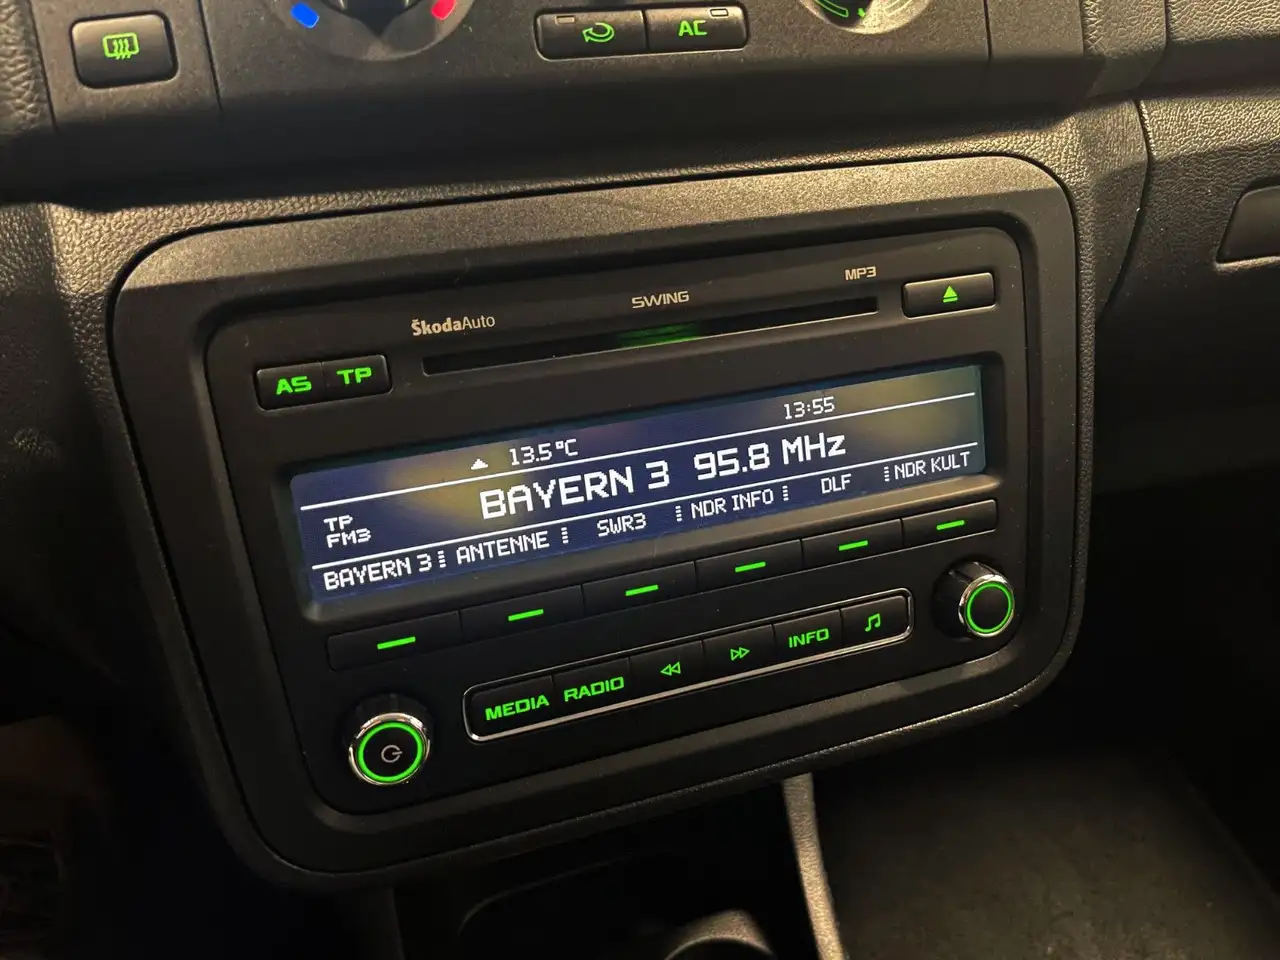 AC
MP3
SWING
ŠkodaAuto
AS TP
13:55
13.5°C
BAYERN 3 95.8 MHz
TP
FM3
BAYERN 3 ANTENNE SWR3 NDR INFO DLF NDR KULT
MEDIA RADIO INFO